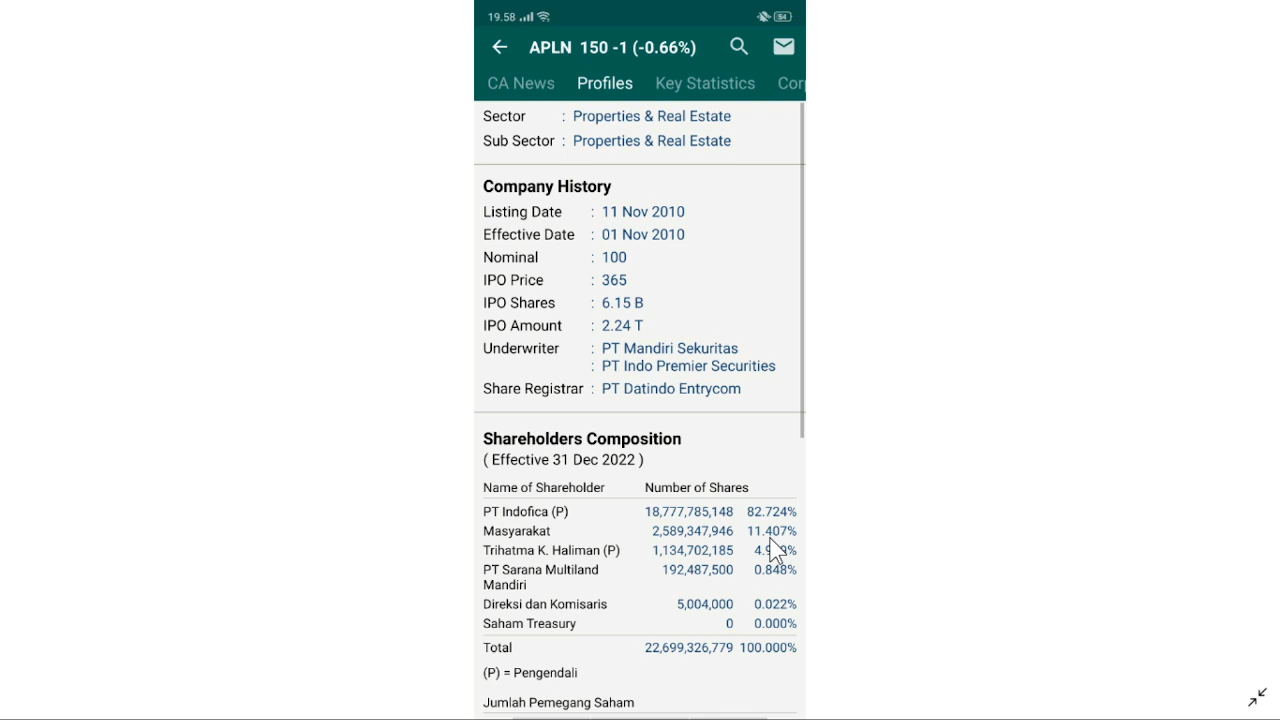 19.58 54
APLN 150 -1 (-0.66%)
CA News Profiles Key Statistics
Sector : Properties & Real Estate
Sub Sector : Properties & Real Estate
Company History
Listing Date : 11 Nov 2010
Effective Date : 01 Nov 2010
Nominal : 100
IPO Price : 365
IPO Shares : 6.15 B
IPO Amount : 2.24 T
Underwriter : PT Mandiri Sekuritas
: PT Indo Premier Securities
Share Registrar : PT Datindo Entrycom
Shareholders Composition
( Effective 31 Dec 2022 )
Name of Shareholder Number of Shares
PT Indofica (P) 18,777,785,148 82.724%
Masyarakat 2,589,347,946 11.407%
Trihatma K. Haliman (P) 1,134,702,185
PT Sarana Multiland 192,487,500 0.848%
Mandiri
Direksi dan Komisaris 5,004,000 0.022%
Saham Treasury 0 0.000%
Total 22,699,326,779 100.000%
(P) = Pengendali
Jumlah Pemegang Saham